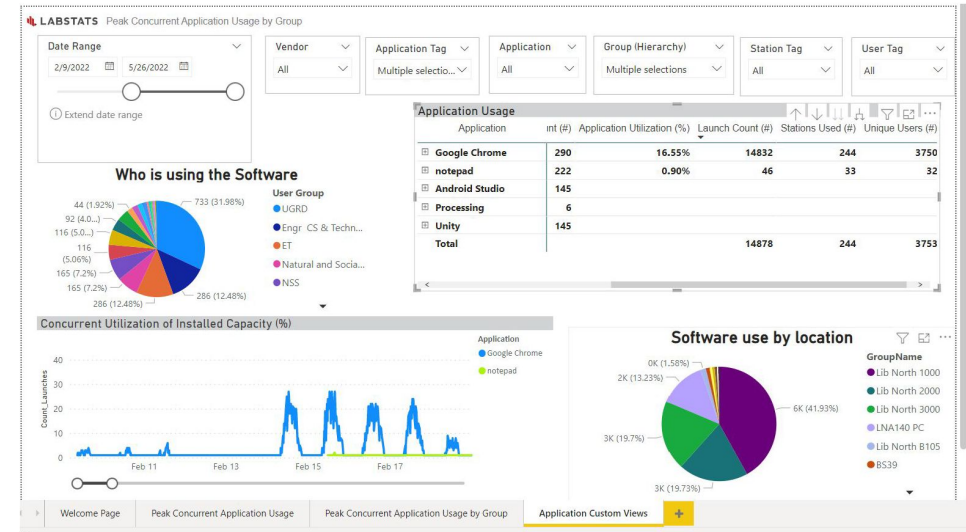 LABSTATS Peak Concurrent Application Usage by Group
Date Range
2/9/2022 5/26/2022
Extend date range
Vendor
All
Application Tag
Multiple selectio...
Application
All
Group (Hierarchy)
Multiple selections
Station Tag
All
User Tag
All
Application Usage
Application int (#) Application Utilization (%) Launch Count (#) Stations Used (#) Unique Users (#)
Google Chrome 290 16.55% 14832 244 3750
notepad 222 0.90% 46 33 32
Android Studio 145
Processing 6
Unity 145
Total 14878 244 3753
Who is using the Software
44 (1.92%)
92 (4.0...)
116 (5.0...)
116
(5.06%)
165 (7.2%)
165 (7.2%)
286 (12.48%)
286 (12.48%)
733 (31.98%)
User Group
UGRD
Engr CS & Techn...
ET
Natural and Socia...
NSS
Concurrent Utilization of Installed Capacity (%)
Application
Google Chrome
notepad
Count_Launches
40
30
20
10
0
Feb 11 Feb 13 Feb 15 Feb 17
Software use by location
0K (1.58%)
2K (13.23%)
3K (19.7%)
3K (19.73%)
6K (41.93%)
GroupName
Lib North 1000
Lib North 2000
Lib North 3000
LNA140 PC
Lib North B105
BS39
Welcome Page Peak Concurrent Application Usage Peak Concurrent Application Usage by Group Application Custom Views +